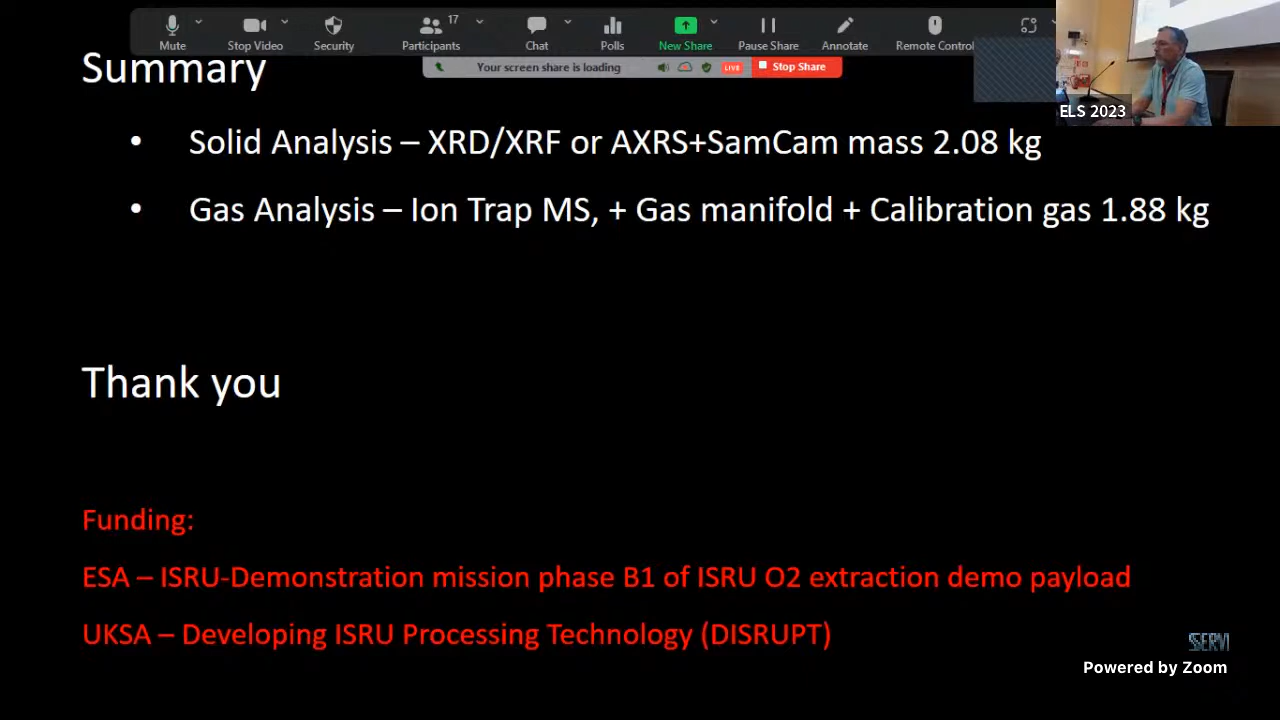 17
Mute
Stop Video
Security
Participants
Chat
Polls
New Share
Pause Share
Annotate
Remote Control
Your screen share is loading
LIVE
Stop Share
ELS 2023
Summary
• Solid Analysis – XRD/XRF or AXRS+SamCam mass 2.08 kg
• Gas Analysis – Ion Trap MS, + Gas manifold + Calibration gas 1.88 kg
Thank you
Funding:
ESA – ISRU-Demonstration mission phase B1 of ISRU O2 extraction demo payload
UKSA – Developing ISRU Processing Technology (DISRUPT)
SSERVI
Powered by Zoom